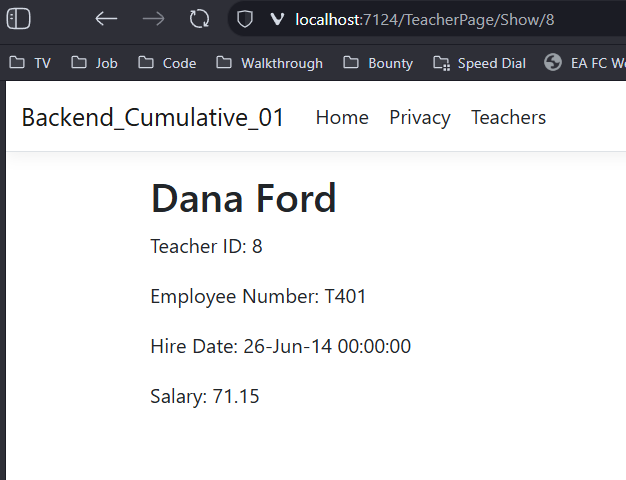 localhost:7124/TeacherPage/Show/8
TV Job Code Walkthrough Bounty Speed Dial EA FC
Backend_Cumulative_01 Home Privacy Teachers
Dana Ford
Teacher ID: 8
Employee Number: T401
Hire Date: 26-Jun-14 00:00:00
Salary: 71.15